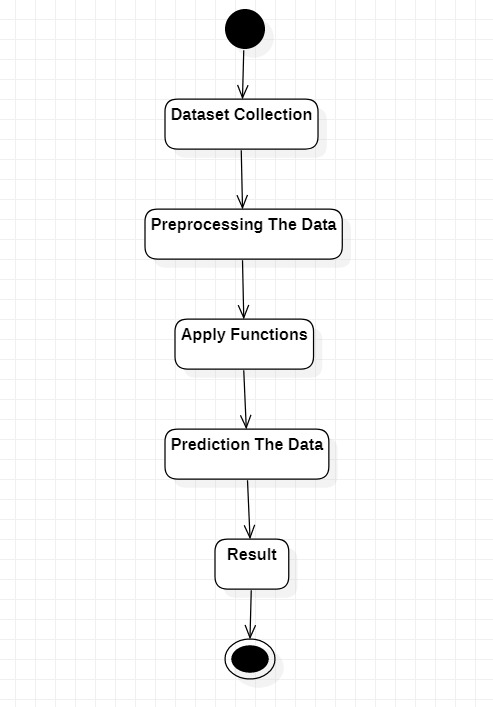 Dataset Collection
Preprocessing The Data
Apply Functions
Prediction The Data
Result